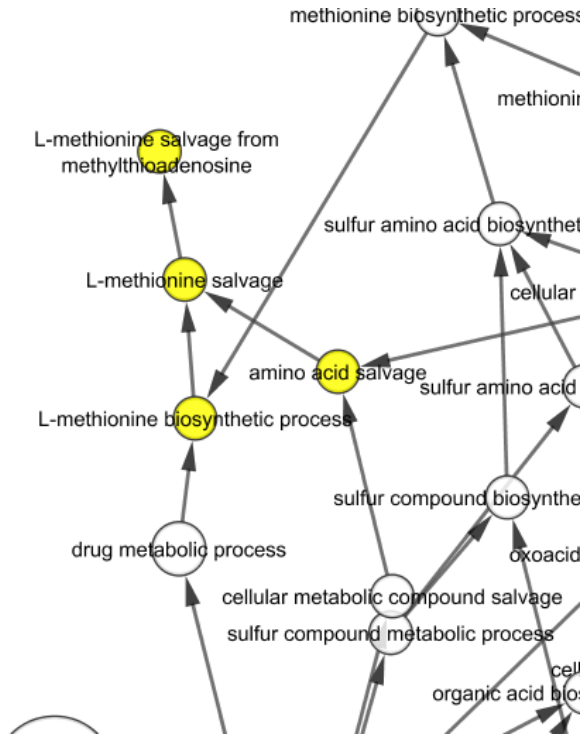 methionine biosynthetic process
methionin
L-methionine salvage from
methylthioadenosine
sulfur amino acid biosynthet
L-methionine salvage
cellular
amino acid salvage
sulfur amino acid
L-methionine biosynthetic process
sulfur compound biosynthe
drug metabolic process
oxoacid
cellular metabolic compound salvage
sulfur compound metabolic process
cell
organic acid bios